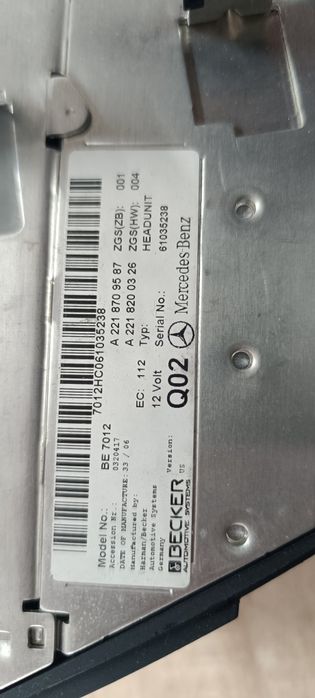 7012HC061035238
Model No.: BE 7012 A 221 870 95 87 ZGS(ZB): 001
Accession Nr.: 0320417 A 221 820 03 26 ZGS(HW): 004
DATE OF MANUFACTURE: 33 / 06
Manufactured by: EC: 112 Typ: HEADUNIT
Harman/Becker
Automotive Systems 12 Volt Serial No.: 61035238
Germany
Version:
BECKER US Q02 Mercedes-Benz
AUTOMOTIVE SYSTEMS